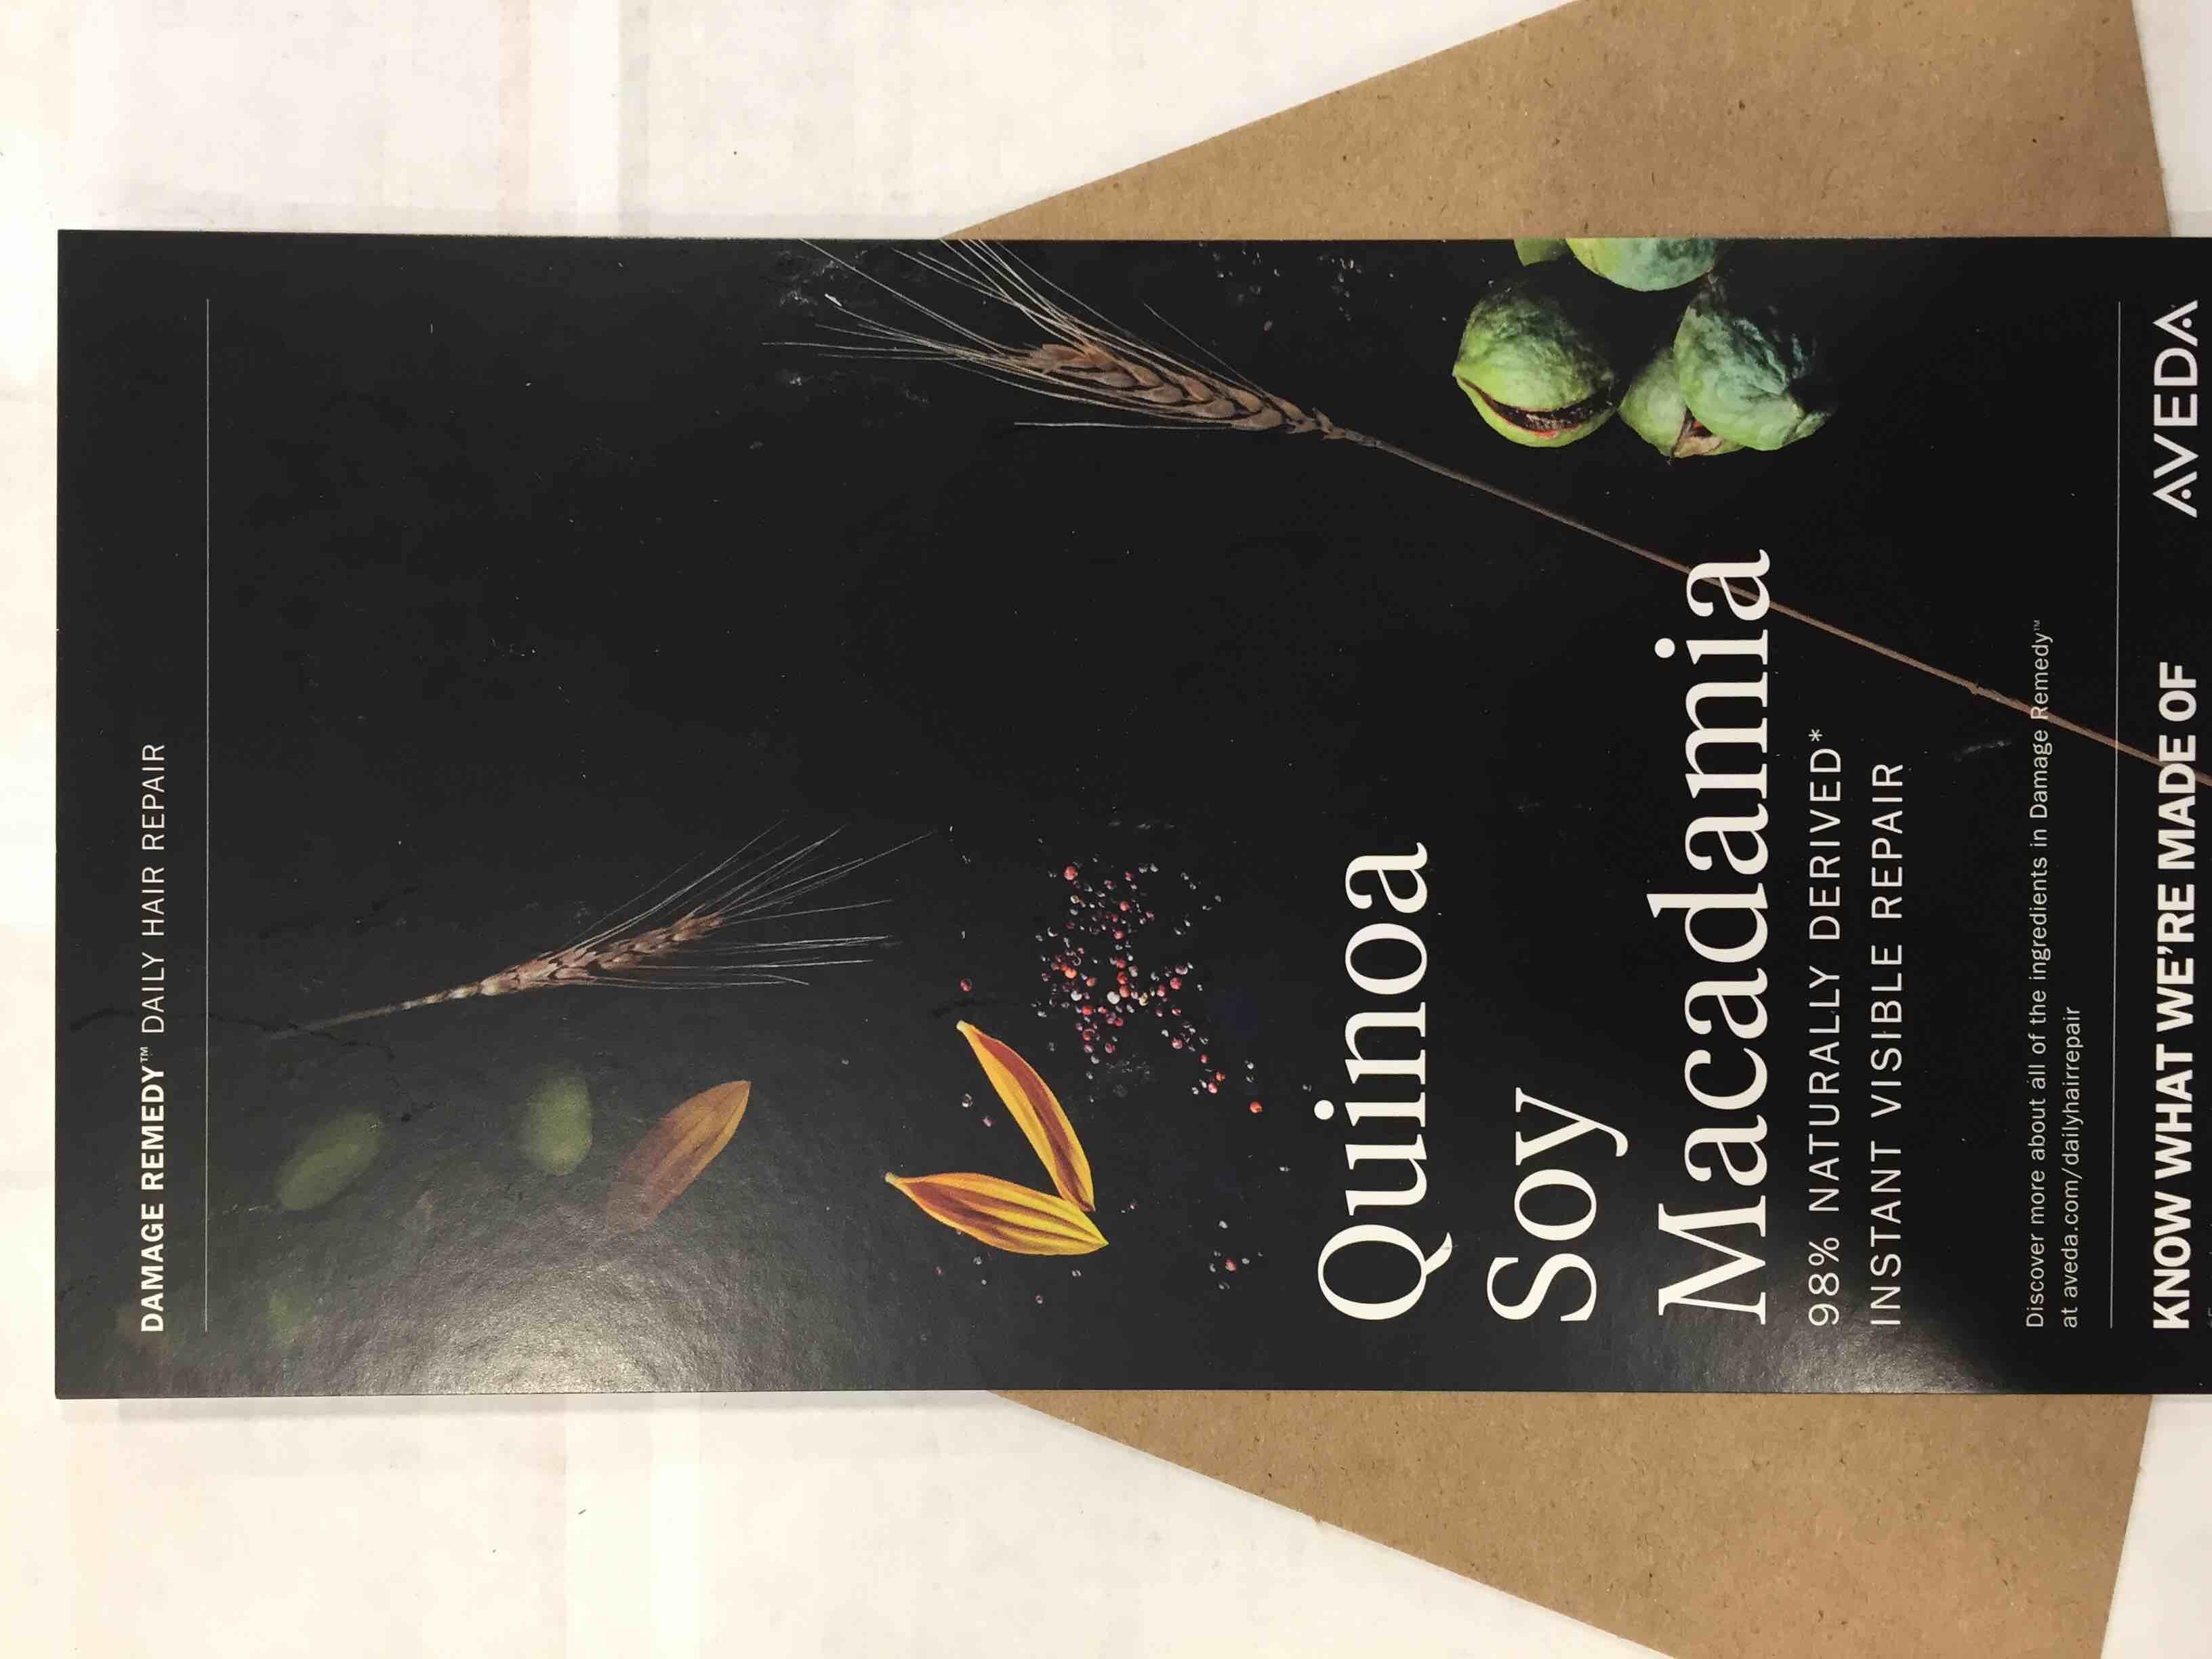 DAMAGE REMEDY™ DAILY HAIR REPAIR
Quinoa
Soy
Macadamia
98% NATURALLY DERIVED*
INSTANT VISIBLE REPAIR
Discover more about all of the ingredients in Damage Remedy™
at aveda.com/dailyhairrepair
KNOW WHAT WE'RE MADE OF AVEDA